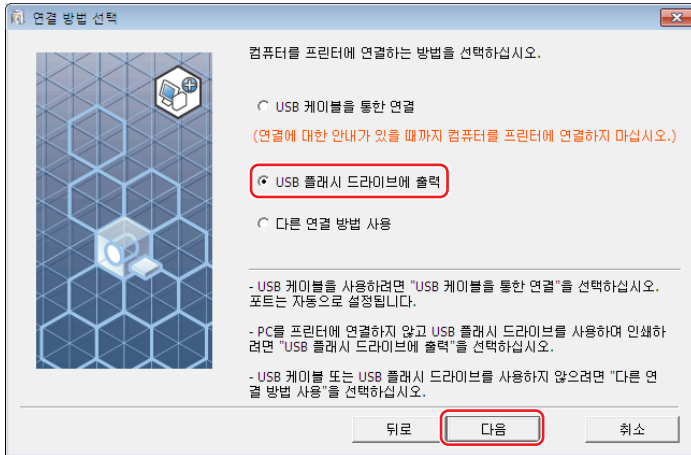 연결 방법 선택
컴퓨터를 프린터에 연결하는 방법을 선택하십시오.
USB 케이블을 통한 연결
(연결에 대한 안내가 있을 때까지 컴퓨터를 프린터에 연결하지 마십시오.)
USB 플래시 드라이브에 출력
다른 연결 방법 사용
- USB 케이블을 사용하려면 "USB 케이블을 통한 연결"을 선택하십시오.
포트는 자동으로 설정됩니다.
- PC를 프린터에 연결하지 않고 USB 플래시 드라이브를 사용하여 인쇄하
려면 "USB 플래시 드라이브에 출력"을 선택하십시오.
- USB 케이블 또는 USB 플래시 드라이브를 사용하지 않으려면 "다른 연
결 방법 사용"을 선택하십시오.
뒤로
다음
취소